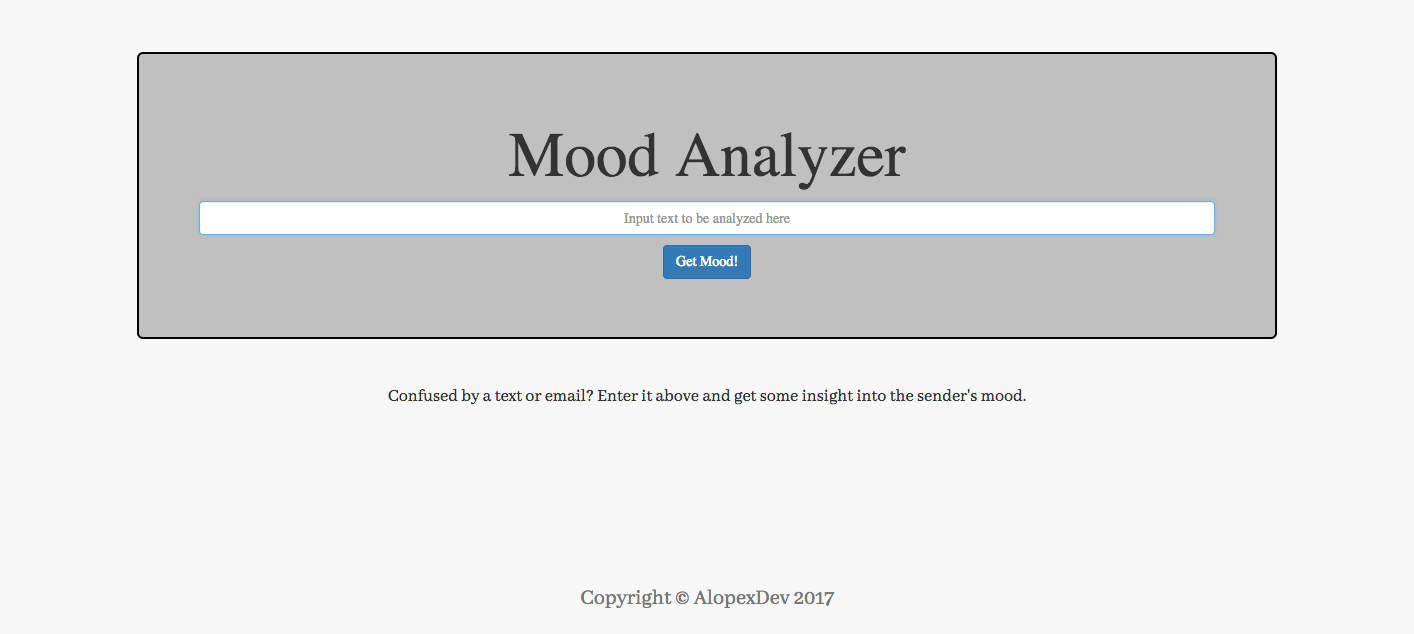 Mood Analyzer
Input text to be analyzed here
Get Mood!
Confused by a text or email? Enter it above and get some insight into the sender's mood.
Copyright © AlopexDev 2017